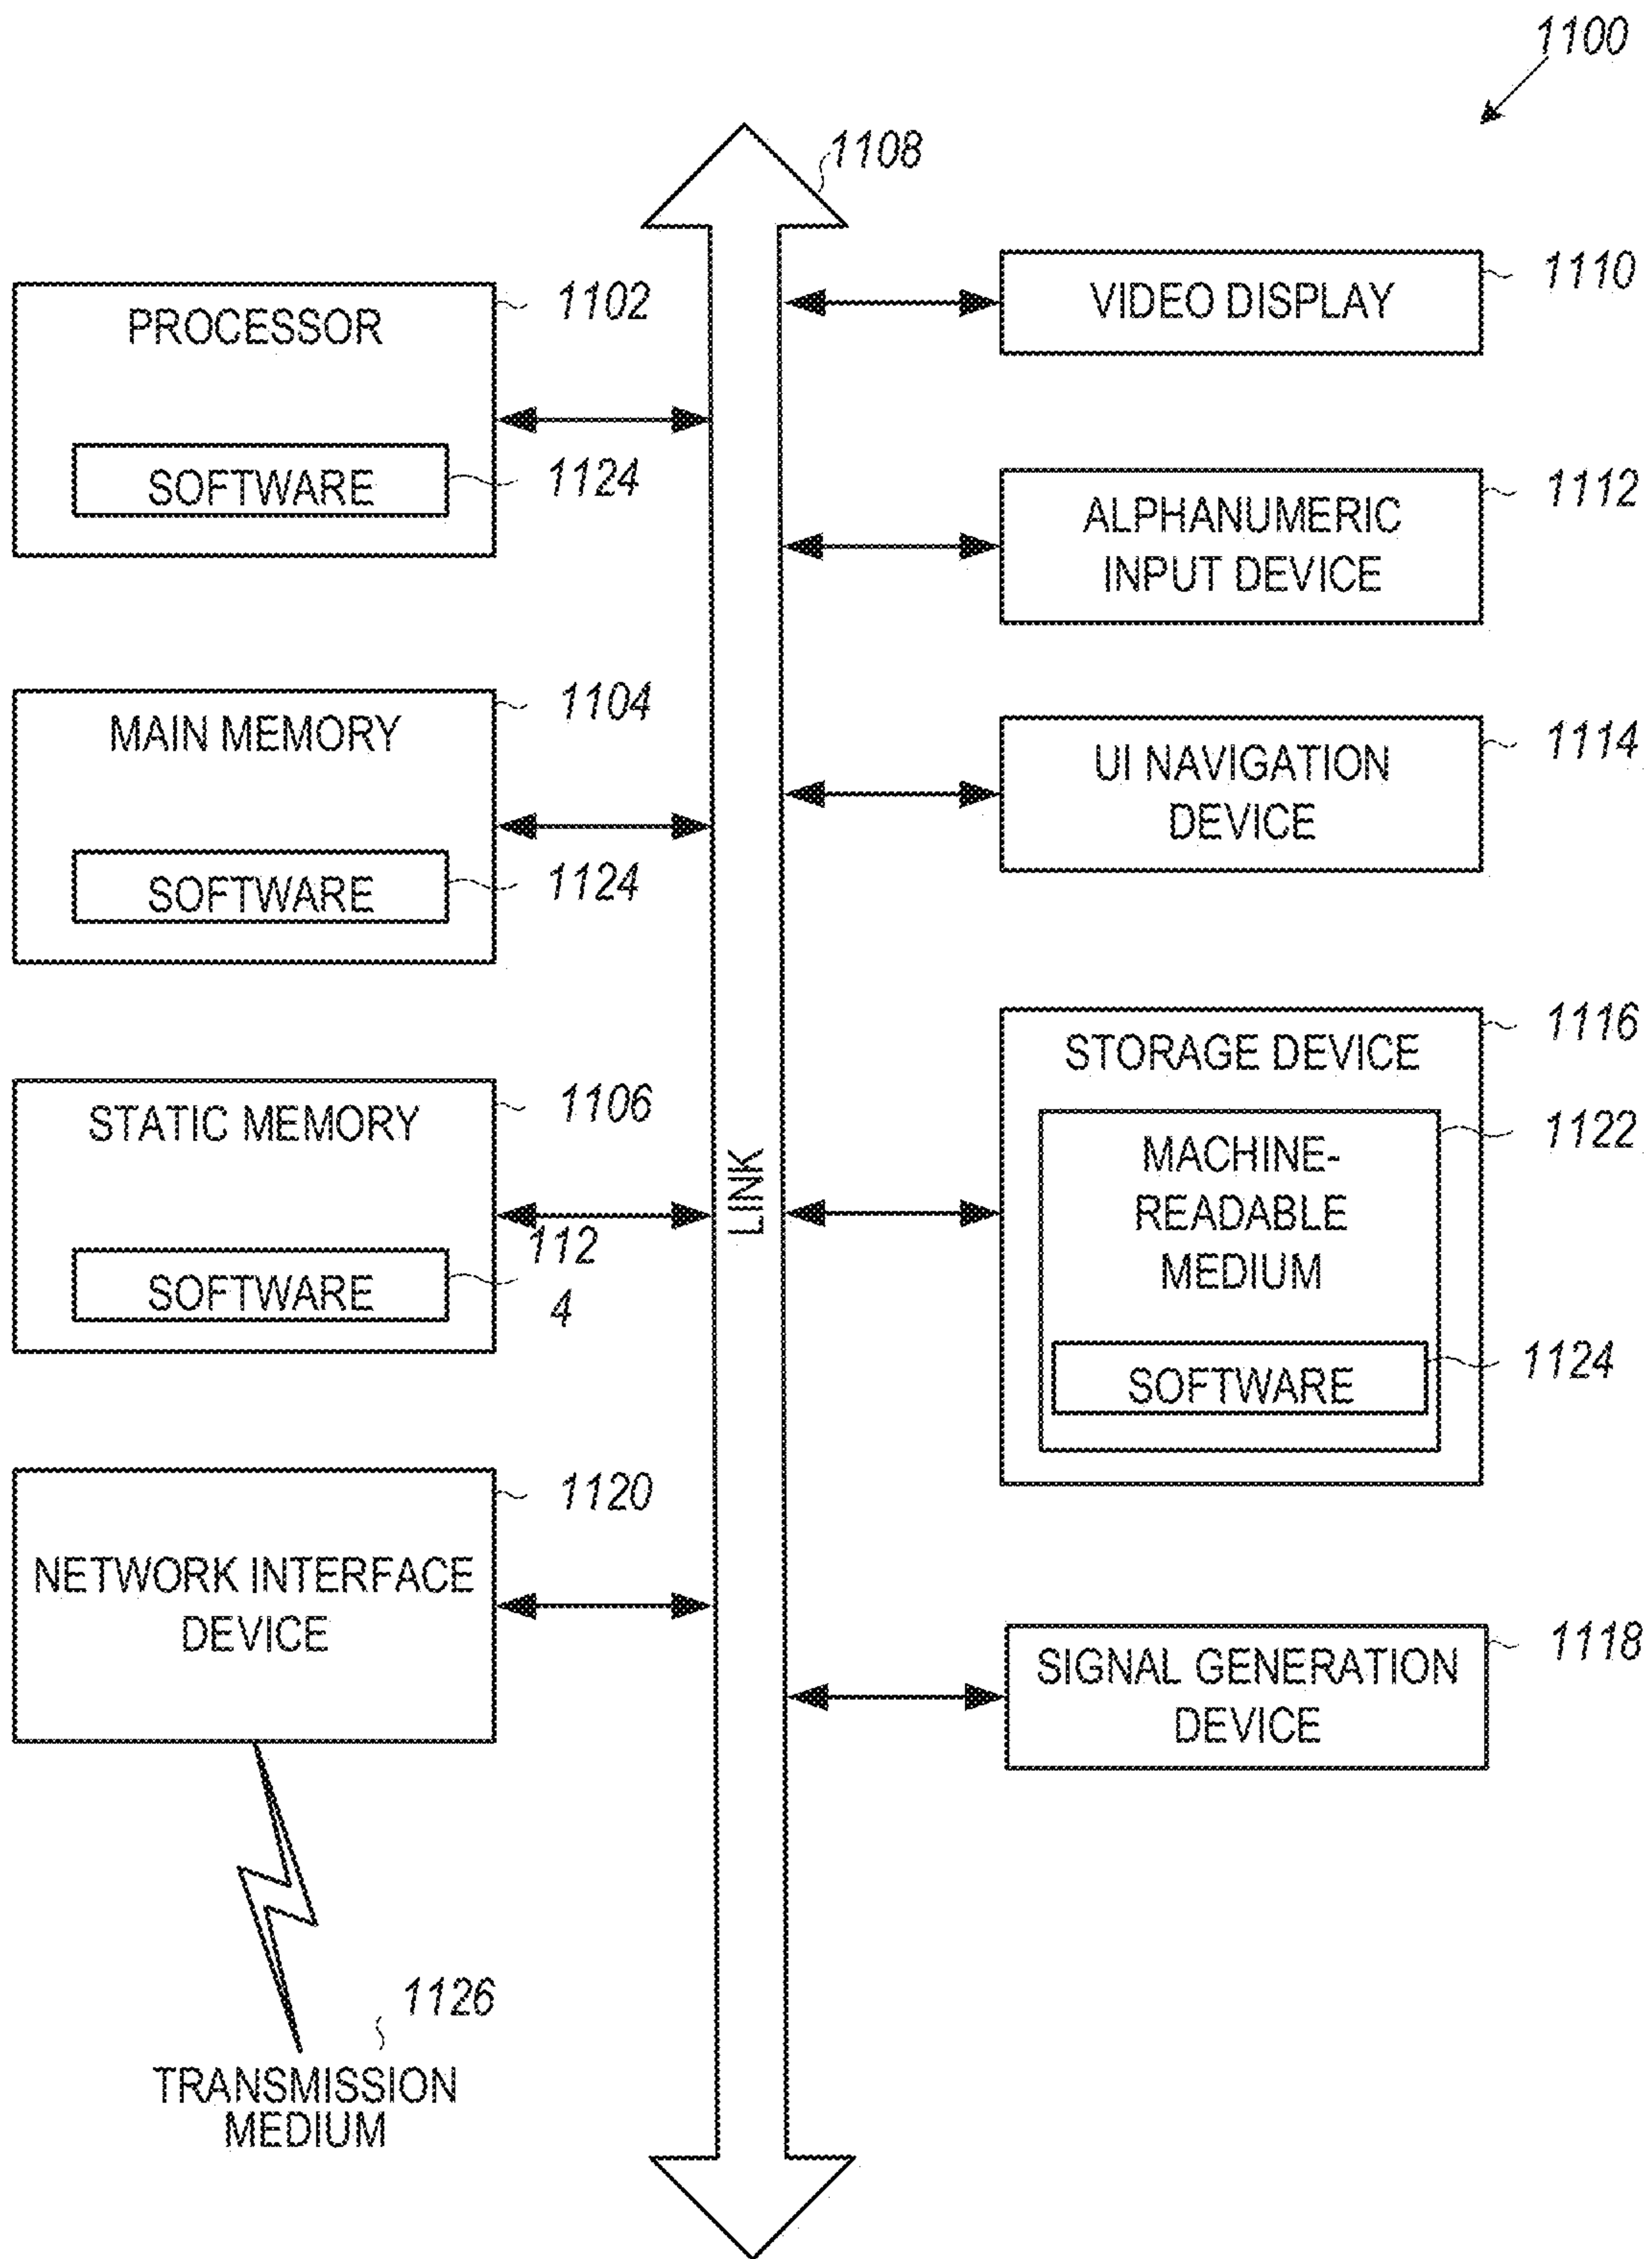 1100
1108
PROCESSOR
1102
SOFTWARE
1124
MAIN MEMORY
1104
SOFTWARE
1124
STATIC MEMORY
1106
SOFTWARE
112
4
NETWORK INTERFACE
DEVICE
1120
1126
TRANSMISSION
MEDIUM
LINK
VIDEO DISPLAY
1110
ALPHANUMERIC
INPUT DEVICE
1112
UI NAVIGATION
DEVICE
1114
STORAGE DEVICE
1116
MACHINE-
READABLE
MEDIUM
1122
SOFTWARE
1124
SIGNAL GENERATION
DEVICE
1118